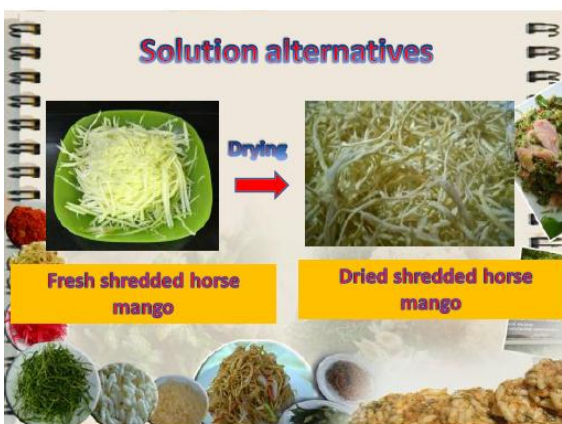 Solution alternatives
Drying
Fresh shredded horse
mango
Dried shredded horse
mango